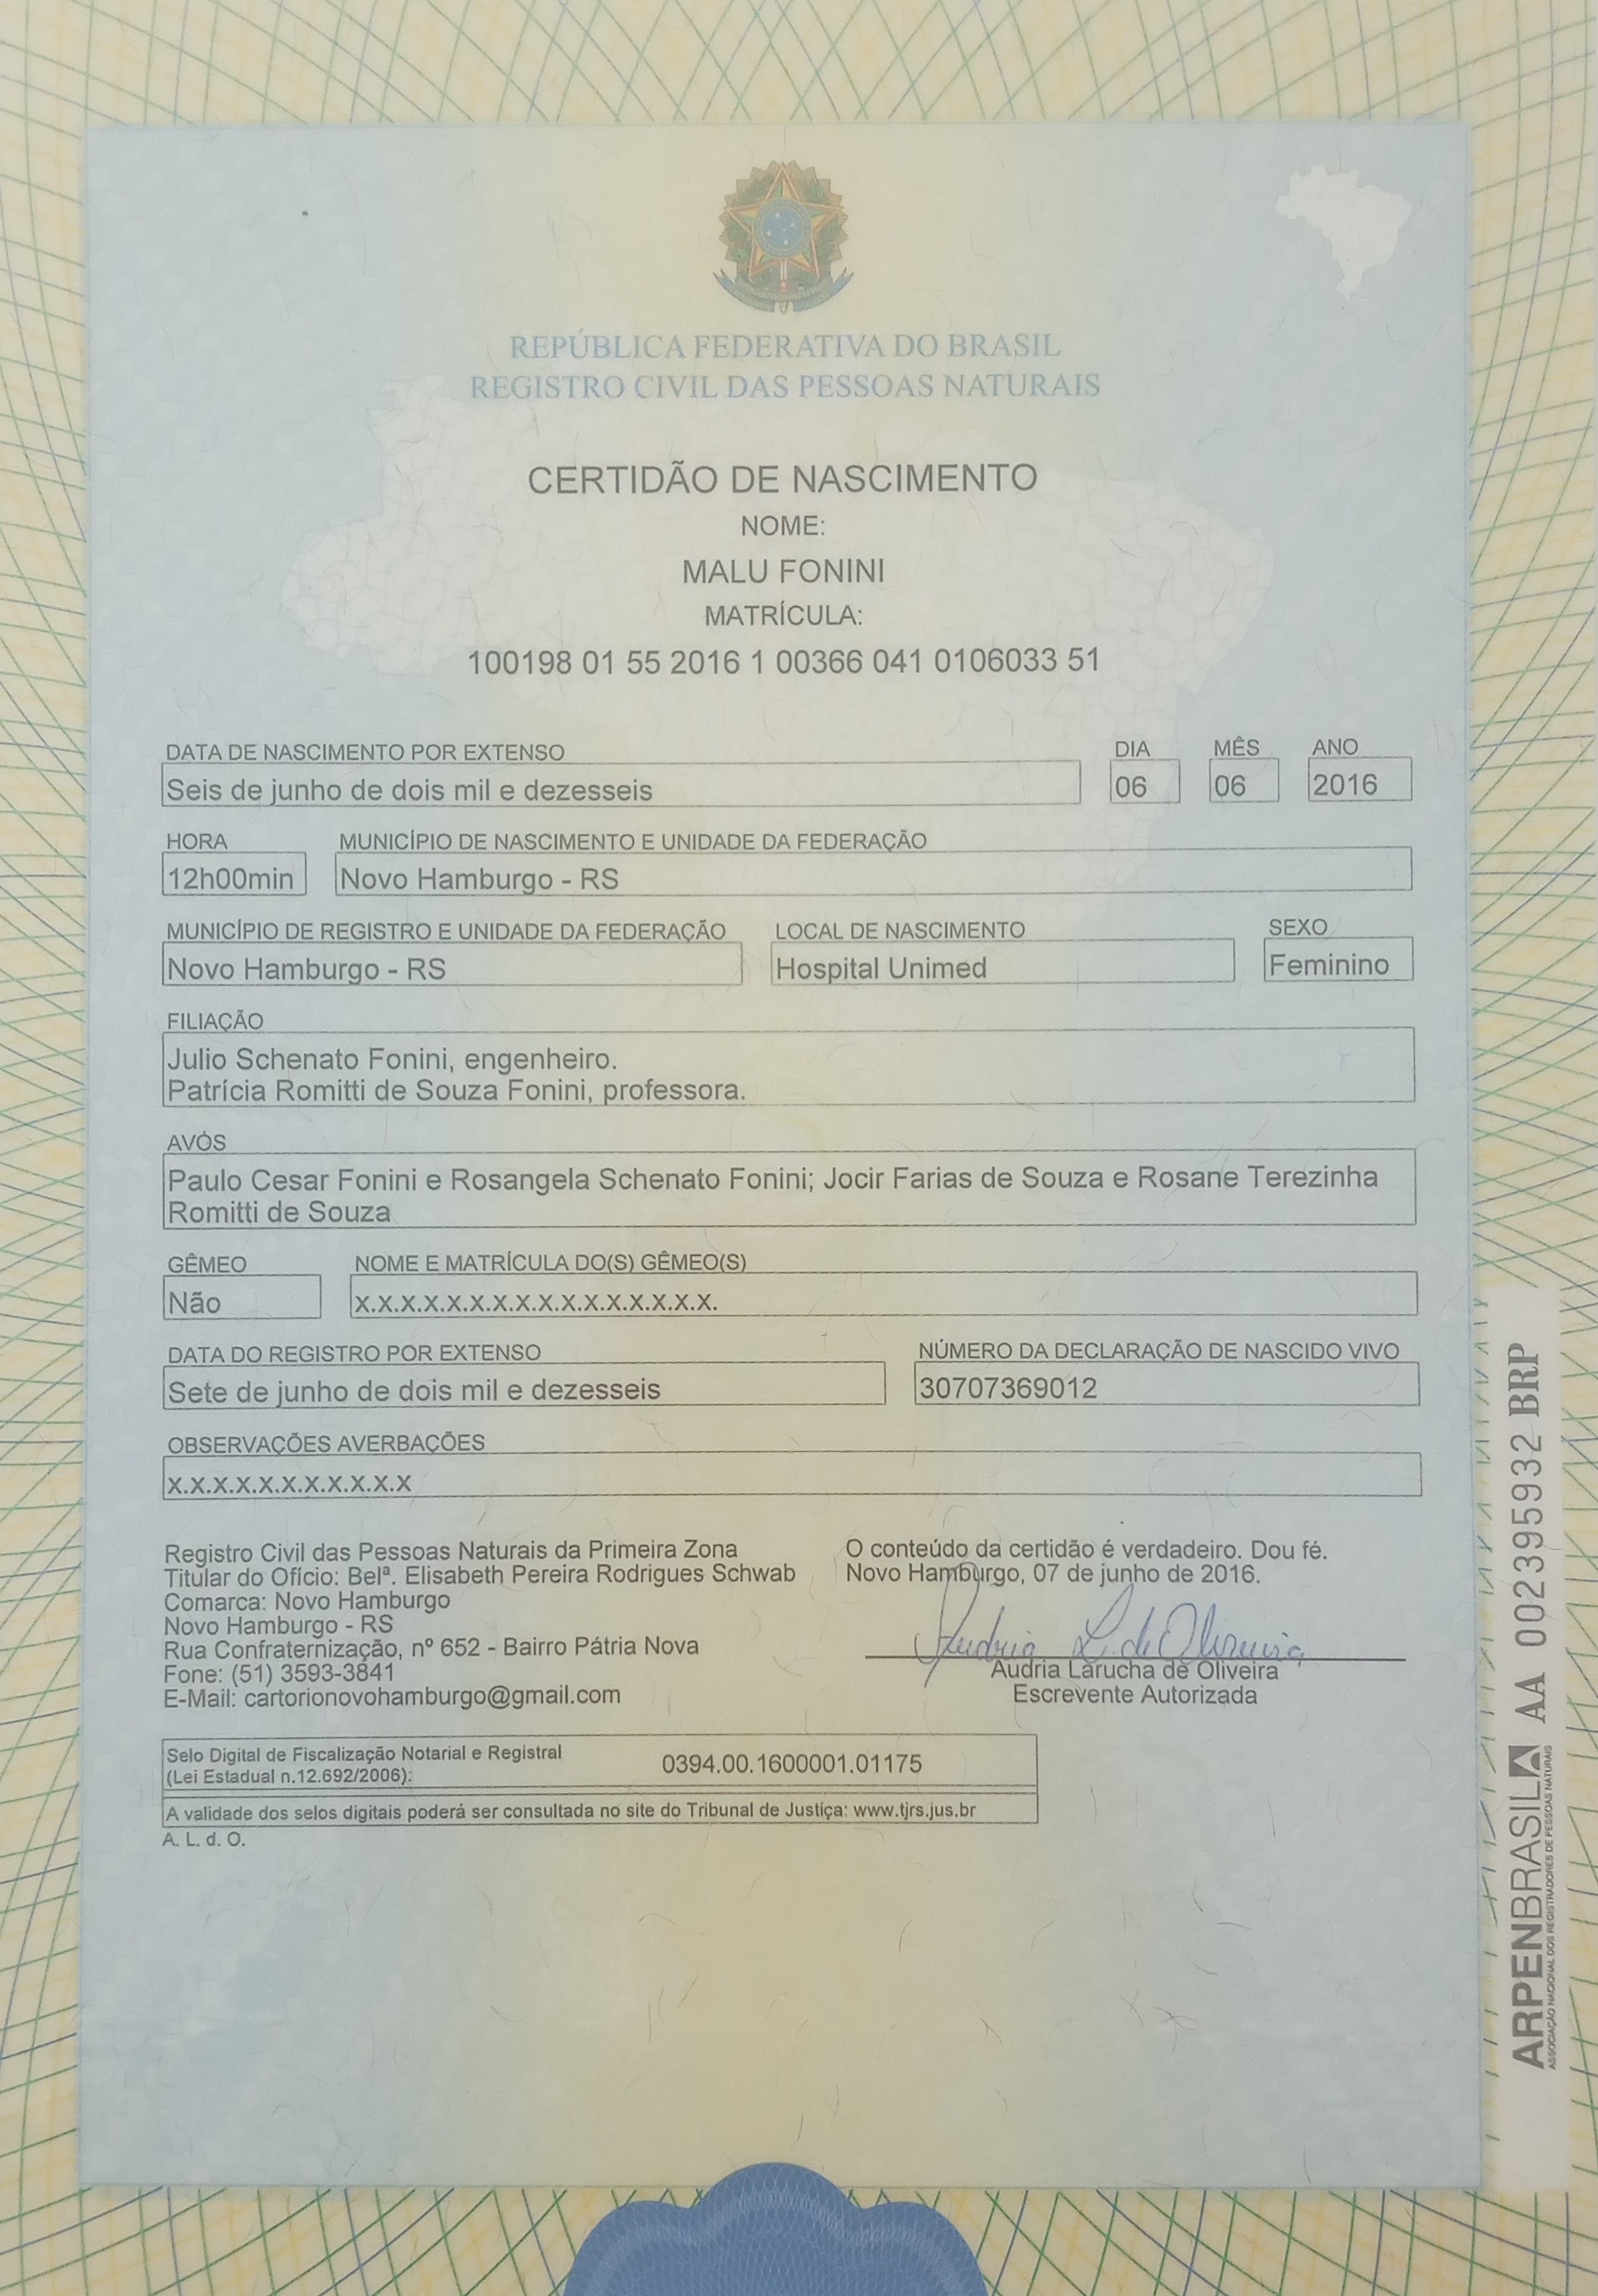 REPÚBLICA FEDERATIVA DO BRASIL
REGISTRO CIVIL DAS PESSOAS NATURAIS
CERTIDÃO DE NASCIMENTO
NOME:
MALU FONINI
MATRÍCULA:
100198 01 55 2016 1 00366 041 0106033 51
DATA DE NASCIMENTO POR EXTENSO DIA MÊS ANO
Seis de junho de dois mil e dezesseis 06 06 2016
HORA MUNICÍPIO DE NASCIMENTO E UNIDADE DA FEDERAÇÃO
12h00min Novo Hamburgo - RS
MUNICÍPIO DE REGISTRO E UNIDADE DA FEDERAÇÃO LOCAL DE NASCIMENTO SEXO
Novo Hamburgo - RS Hospital Unimed Feminino
FILIAÇÃO
Julio Schenato Fonini, engenheiro.
Patrícia Romitti de Souza Fonini, professora.
AVÓS
Paulo Cesar Fonini e Rosangela Schenato Fonini; Jocir Farias de Souza e Rosane Terezinha
Romitti de Souza
GÊMEO NOME E MATRÍCULA DO(S) GÊMEO(S)
Não x.x.x.x.x.x.x.x.x.x.x.x.x.x.x.x.
DATA DO REGISTRO POR EXTENSO NÚMERO DA DECLARAÇÃO DE NASCIDO VIVO
Sete de junho de dois mil e dezesseis 30707369012
OBSERVAÇÕES AVERBAÇÕES
x.x.x.x.x.x.x.x.x.x.x
Registro Civil das Pessoas Naturais da Primeira Zona
Titular do Ofício: Belª. Elisabeth Pereira Rodrigues Schwab
Comarca: Novo Hamburgo
Novo Hamburgo - RS
Rua Confraternização, nº 652 - Bairro Pátria Nova
Fone: (51) 3593-3841
E-Mail: cartorionovohamburgo@gmail.com
O conteúdo da certidão é verdadeiro. Dou fé.
Novo Hamburgo, 07 de junho de 2016.
Audria L. de Oliveira
Audria Larucha de Oliveira
Escrevente Autorizada
Selo Digital de Fiscalização Notarial e Registral
(Lei Estadual n.12.692/2006): 0394.00.1600001.01175
A validade dos selos digitais poderá ser consultada no site do Tribunal de Justiça: www.tjrs.jus.br
A. L. d. O.
ARPENBRASIL AA 002395932 BRP
ASSOCIAÇÃO NACIONAL DOS REGISTRADORES DE PESSOAS NATURAIS